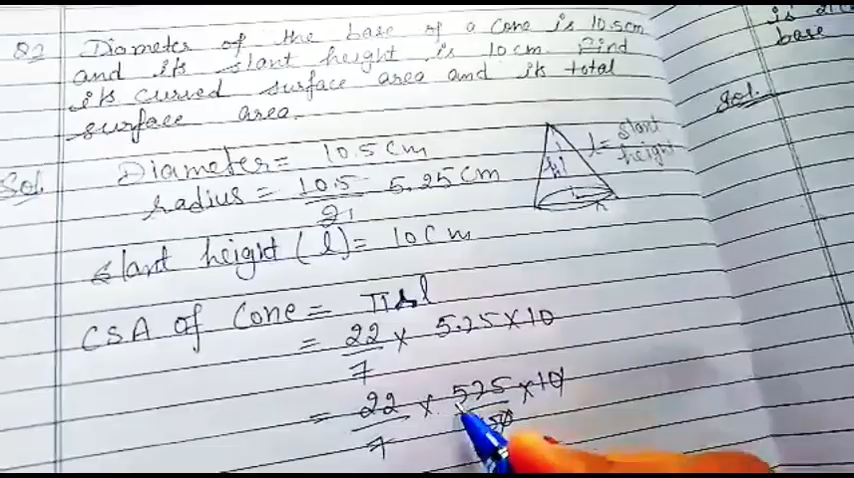 Q2 Diameter of the base of a cone is 10.5cm
and its slant height is 10cm. Find
its curved surface area and its total
surface area.
Sol. Diameter = 10.5 cm
radius = 10.5/2 5.25 cm
l = slant height
h
r
slant height (l) = 10 cm
CSA of Cone = πrl
= 22/7 × 5.25 × 10
= 22/7 × 525 × 10
is
base
Sol.